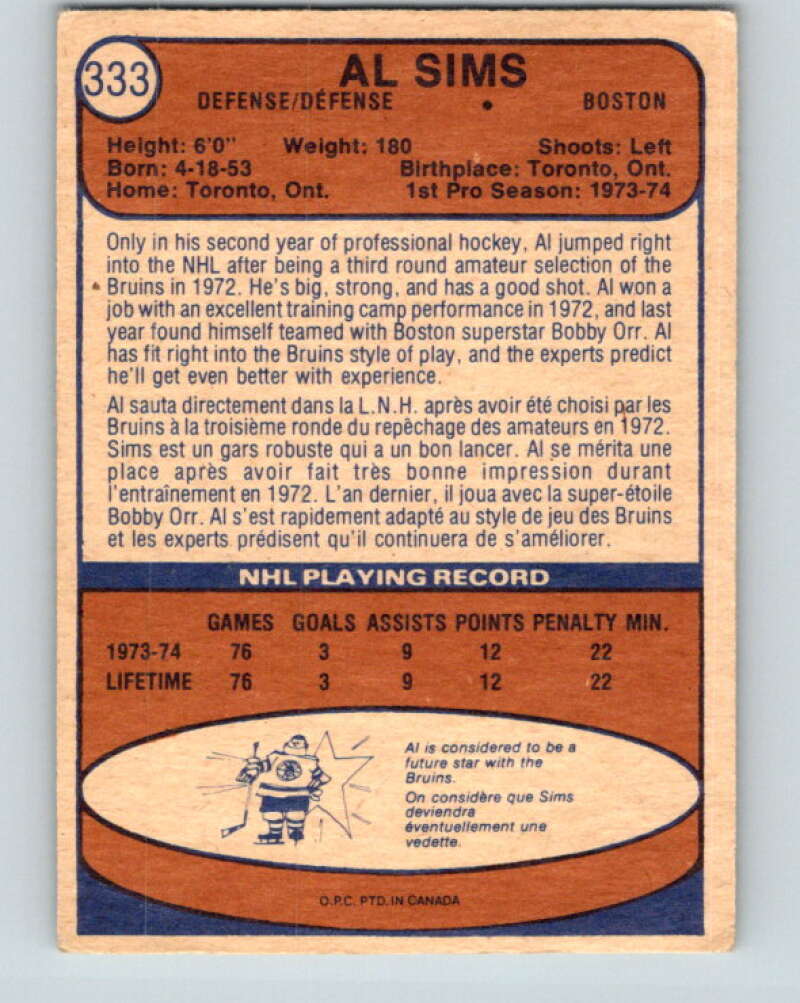 333
AL SIMS
DEFENSE/DÉFENSE • BOSTON
Height: 6'0" Weight: 180 Shoots: Left
Born: 4-18-53 Birthplace: Toronto, Ont.
Home: Toronto, Ont. 1st Pro Season: 1973-74
Only in his second year of professional hockey, Al jumped right
into the NHL after being a third round amateur selection of the
Bruins in 1972. He's big, strong, and has a good shot. Al won a
job with an excellent training camp performance in 1972, and last
year found himself teamed with Boston superstar Bobby Orr. Al
has fit right into the Bruins style of play, and the experts predict
he'll get even better with experience.
Al sauta directement dans la L.N.H. après avoir été choisi par les
Bruins à la troisième ronde du repêchage des amateurs en 1972.
Sims est un gars robuste qui a un bon lancer. Al se mérita une
place après avoir fait très bonne impression durant
l'entraînement en 1972. L'an dernier, il joua avec la super-étoile
Bobby Orr. Al s'est rapidement adapté au style de jeu des Bruins
et les experts prédisent qu'il continuera de s'améliorer.
NHL PLAYING RECORD
GAMES GOALS ASSISTS POINTS PENALTY MIN.
1973-74 76 3 9 12 22
LIFETIME 76 3 9 12 22
Al is considered to be a
future star with the
Bruins.
On considère que Sims
deviendra
éventuellement une
vedette.
O.P.C. PTD. IN CANADA